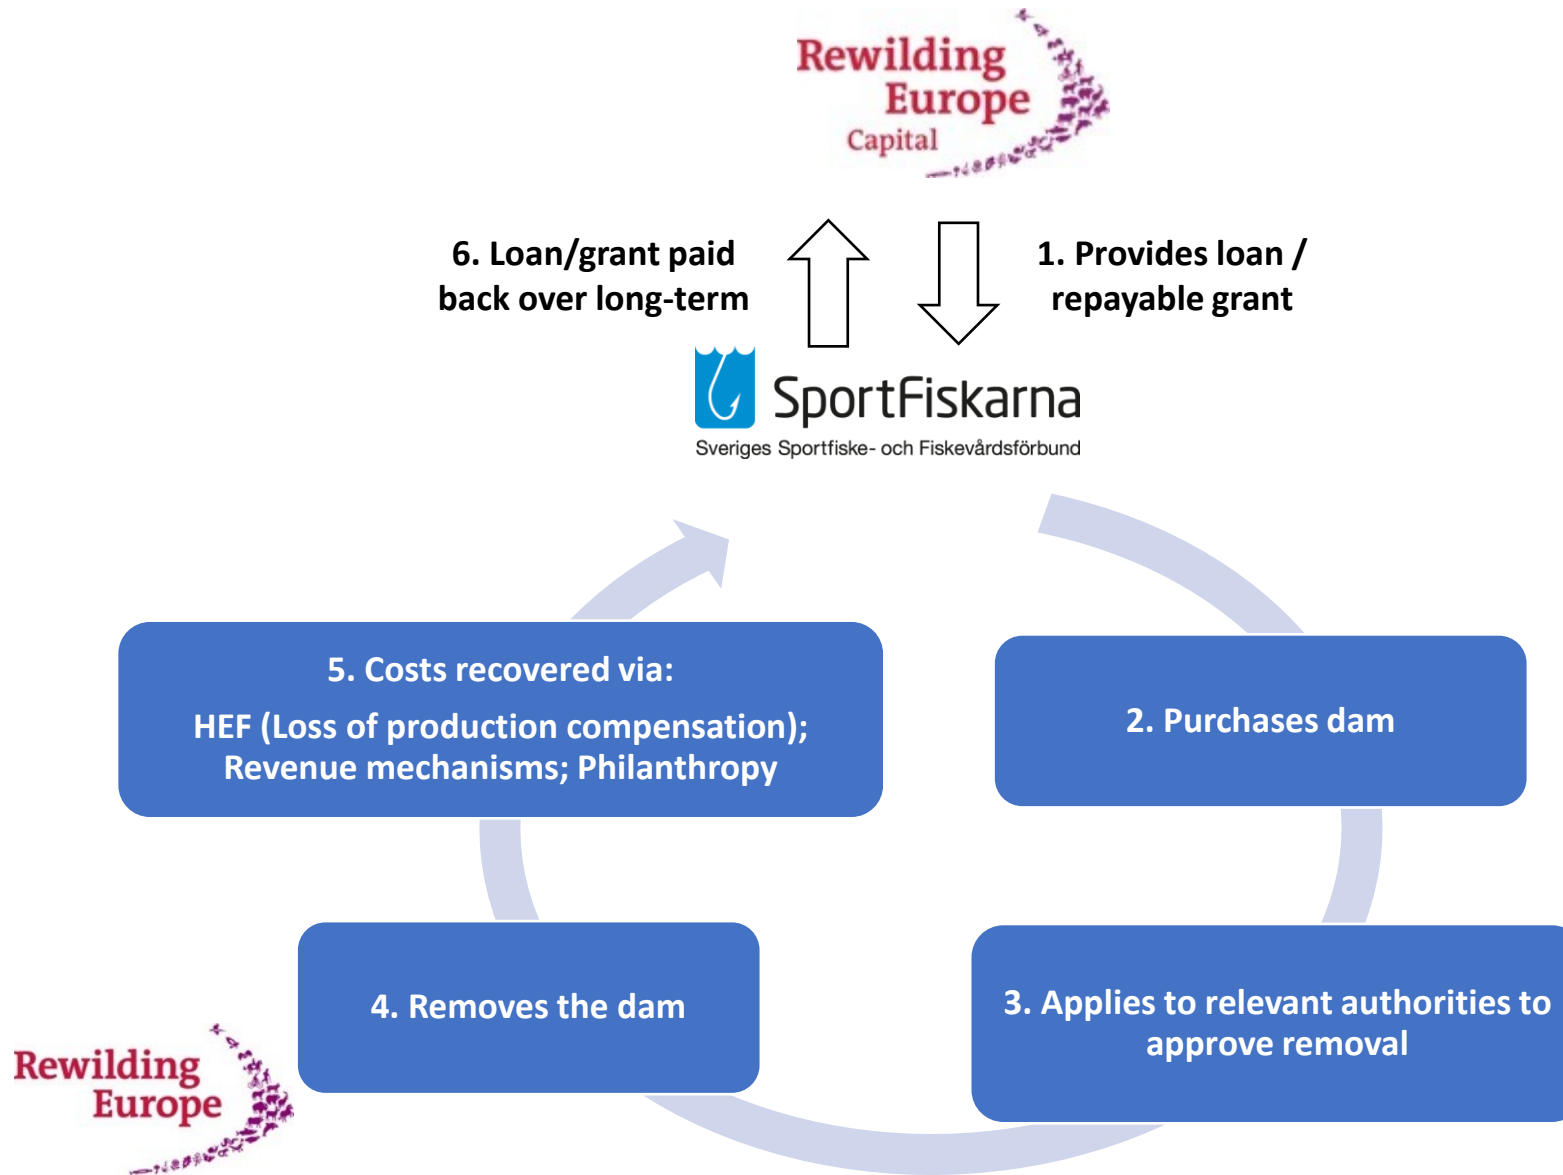 Rewilding
Europe
Capital
6. Loan/grant paid
back over long-term
1. Provides loan /
repayable grant
SportFiskarna
Sveriges Sportfiske- och Fiskevårdsförbund
5. Costs recovered via:
HEF (Loss of production compensation);
Revenue mechanisms; Philanthropy
2. Purchases dam
4. Removes the dam
3. Applies to relevant authorities to
approve removal
Rewilding
Europe